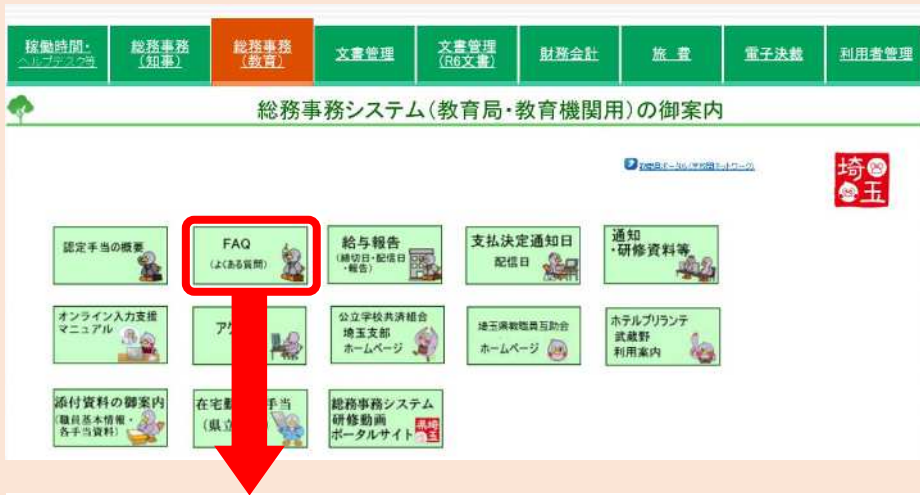 稼働時間・
ヘルプデスク等
総務事務
(知事)
総務事務
(教育)
文書管理
文書管理
(R6文書)
財務会計
旅 費
電子決裁
利用者管理
総務事務システム(教育局・教育機関用)の御案内
埼
玉
認定手当の概要
FAQ
(よくある質問)
給与報告
(締切日・配信日
・報告)
支払決定通知日
配信日
通知
・研修資料等
オンライン入力支援
マニュアル
公立学校共済組合
埼玉支部
ホームページ
埼玉県教職員互助会
ホームページ
ホテルブリランテ
武蔵野
利用案内
添付資料の御案内
(職員基本情報・
各手当資料)
在宅勤 手当
(県立
総務事務システム
研修動画
ポータルサイト